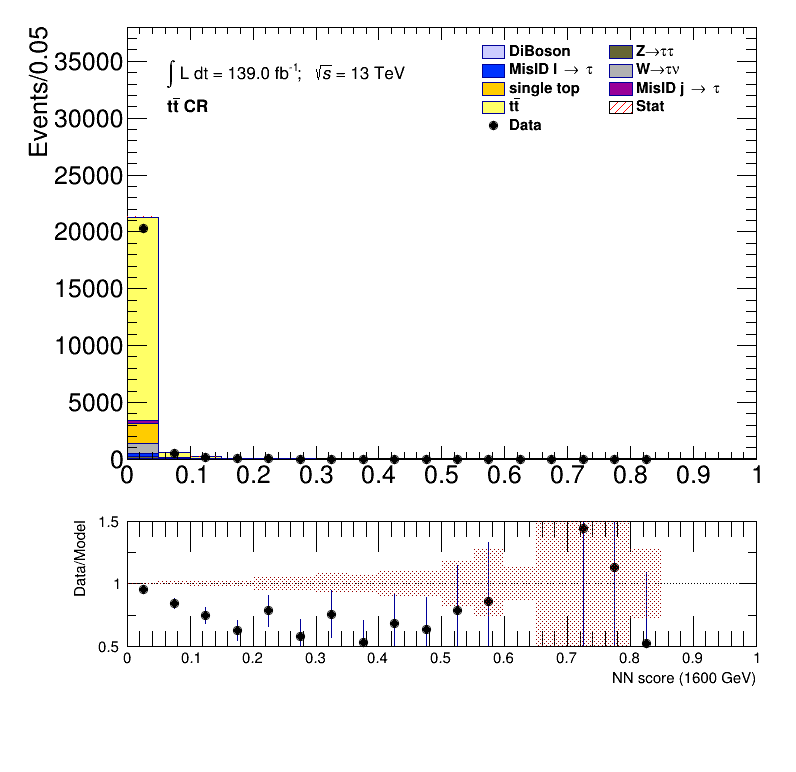 Events/0.05
35000
30000
25000
20000
15000
10000
5000
0
∫ L dt = 139.0 fb⁻¹; √s = 13 TeV
tt̄ CR
DiBoson
Z→ττ
MisID l → τ
W→τν
single top
MisID j → τ
tt̄
Stat
Data
0 0.1 0.2 0.3 0.4 0.5 0.6 0.7 0.8 0.9 1
Data/Model
1.5
1
0.5
0 0.1 0.2 0.3 0.4 0.5 0.6 0.7 0.8 0.9 1
NN score (1600 GeV)